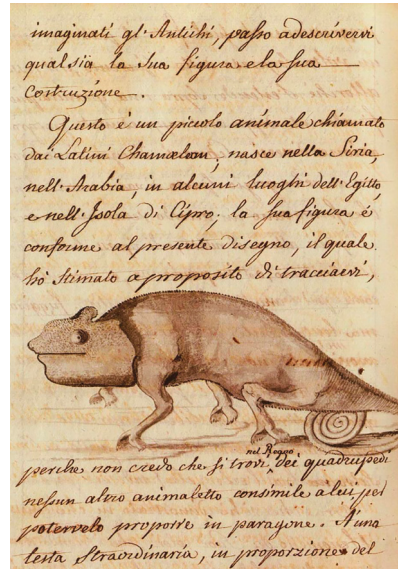 imaginati gl'Antichi, passo adescrivervi
qual sia la sua figura e la sua
costruzione.
Questo è un piccolo animale chiamato
dai Latini Chamæleon, nasce nella Siria,
nell'Arabia, in alcuni luoghi dell'Egitto,
e nell'Isola di Cipro; la sua figura é
conforme al presente disegno, il quale
hò stimato a proposito di tracciarvi,
perche non credo che si trovi nel Regno dei quadrupedi
nessun altro animaletto consimile a lui per
potervelo proporre in paragone. A' una
testa straordinaria, in proporzione del